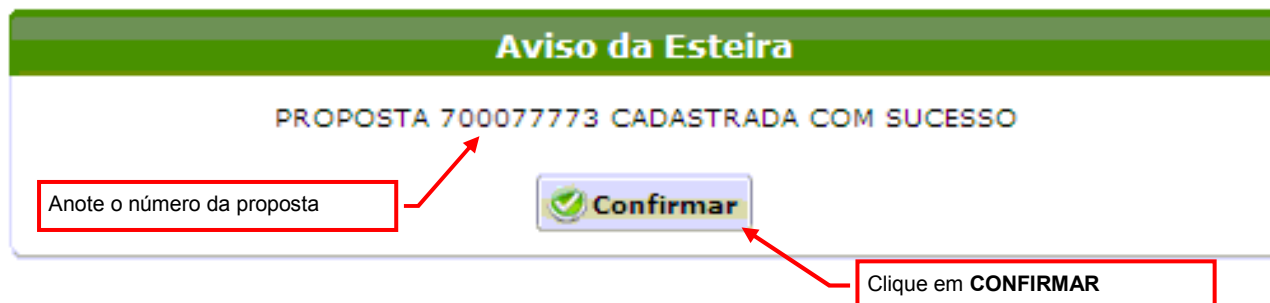 Aviso da Esteira
PROPOSTA 700077773 CADASTRADA COM SUCESSO
Anote o número da proposta
Confirmar
Clique em CONFIRMAR